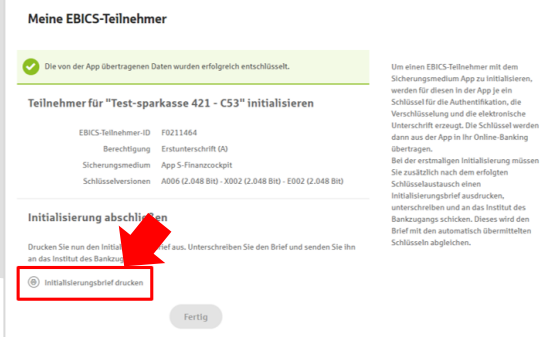 Meine EBICS-Teilnehmer
Die von der App übertragenen Daten wurden erfolgreich entschlüsselt.
Teilnehmer für "Test-sparkasse 421 - C53" initialisieren
EBICS-Teilnehmer-ID F0211464
Berechtigung Erstunterschrift (A)
Sicherungsmedium App S-Finanzcockpit
Schlüsselversionen A006 (2.048 Bit) - X002 (2.048 Bit) - E002 (2.048 Bit)
Initialisierung abschließen
Drucken Sie nun den Initial rief aus. Unterschreiben Sie den Brief und senden Sie ihn
an das Institut des Bankzug
Initialisierungsbrief drucken
Fertig
Um einen EBICS-Teilnehmer mit dem
Sicherungsmedium App zu initialisieren,
werden für diesen in der App je ein
Schlüssel für die Authentifikation, die
Verschlüsselung und die elektronische
Unterschrift erzeugt. Die Schlüssel werden
dann aus der App in Ihr Online-Banking
übertragen.
Bei der erstmaligen Initialisierung müssen
Sie zusätzlich nach dem erfolgten
Schlüsselaustausch einen
Initialisierungsbrief ausdrucken,
unterschreiben und an das Institut des
Bankzugangs schicken. Dieses wird den
Brief mit den automatisch übermittelten
Schlüsseln abgleichen.